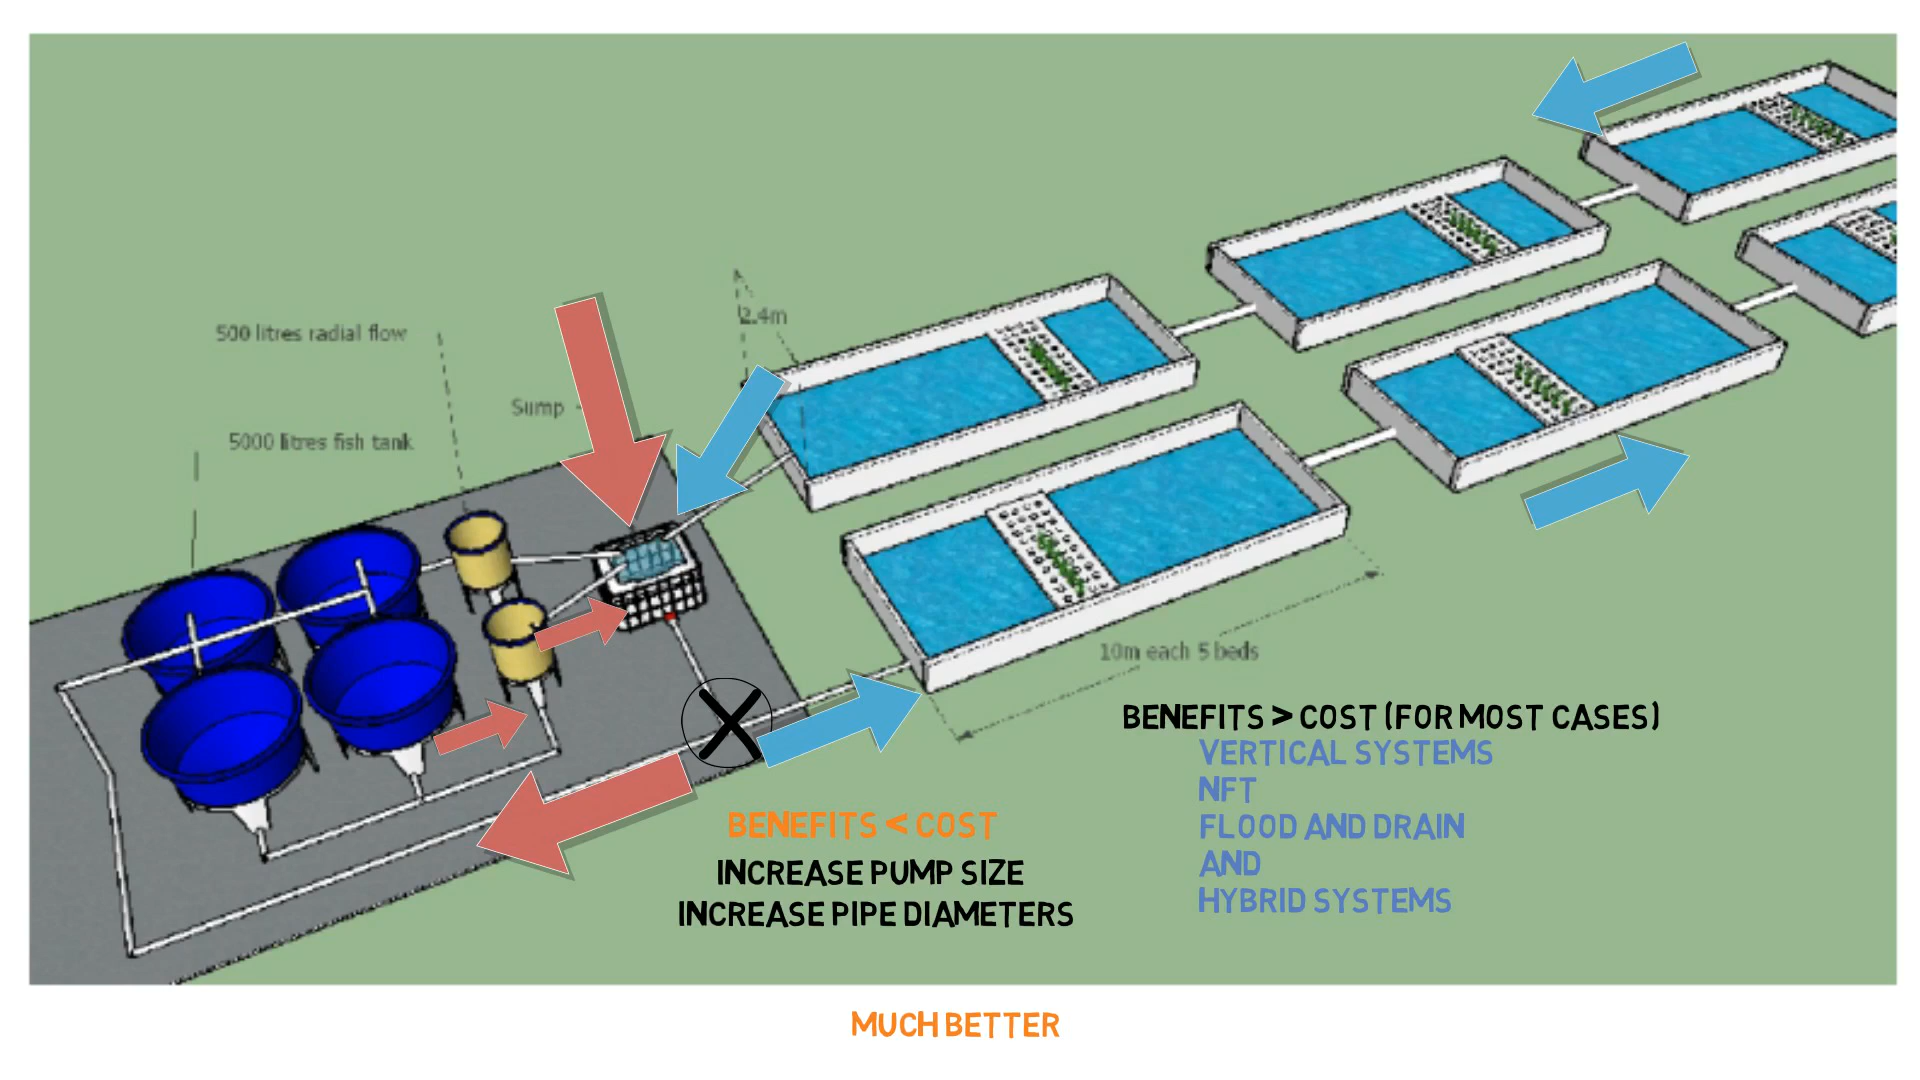 2.4m
500 litres radial flow
Sump
5000 litres fish tank
10m each 5 beds
BENEFITS > COST (FOR MOST CASES)
VERTICAL SYSTEMS
NFT
FLOOD AND DRAIN
AND
HYBRID SYSTEMS
BENEFITS < COST
INCREASE PUMP SIZE
INCREASE PIPE DIAMETERS
MUCH BETTER